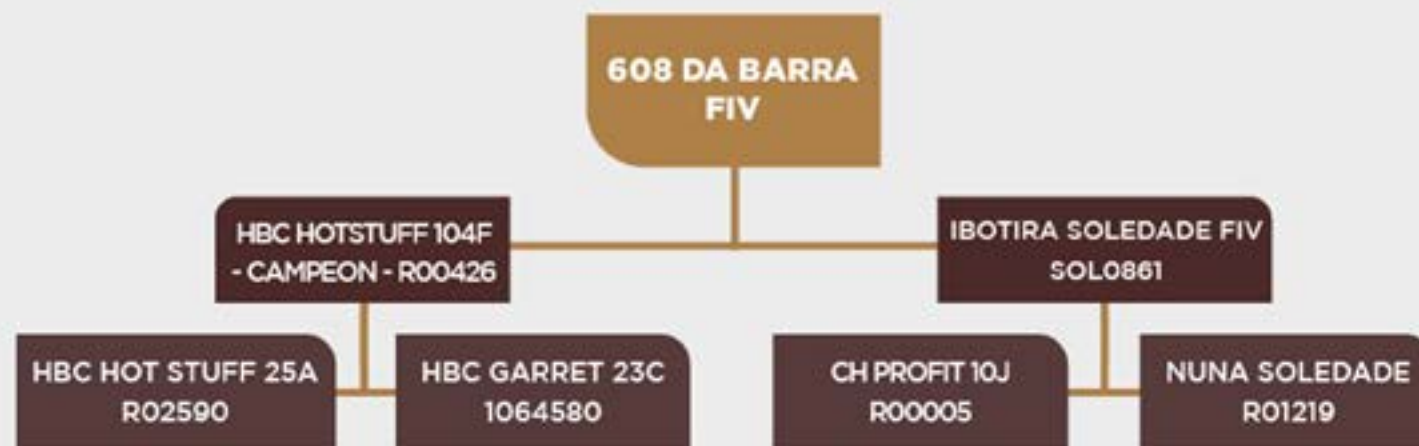 608 DA BARRA
FIV
HBC HOTSTUFF 104F
- CAMPEON - R00426
IBOTIRA SOLEDADE FIV
SOL0861
HBC HOT STUFF 25A
R02590
HBC GARRET 23C
1064580
CH PROFIT 10J
R00005
NUNA SOLEDADE
R01219